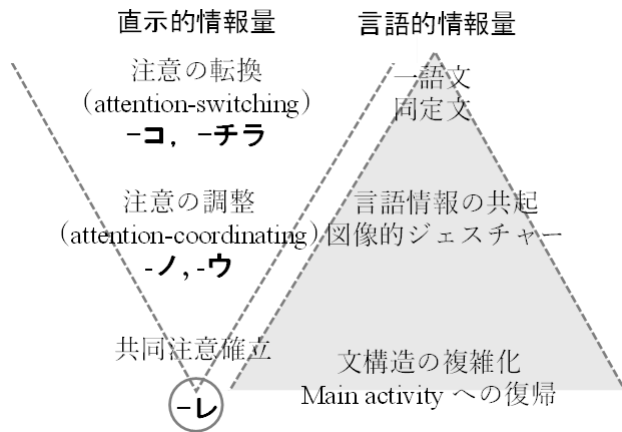 直示的情報量
言語的情報量
注意の転換
(attention-switching)
-コ, -チラ
一語文
同定文
注意の調整
(attention-coordinating)
-ノ, -ウ
言語情報の共起
図像的ジェスチャー
共同注意確立
-レ
文構造の複雑化
Main activity への復帰